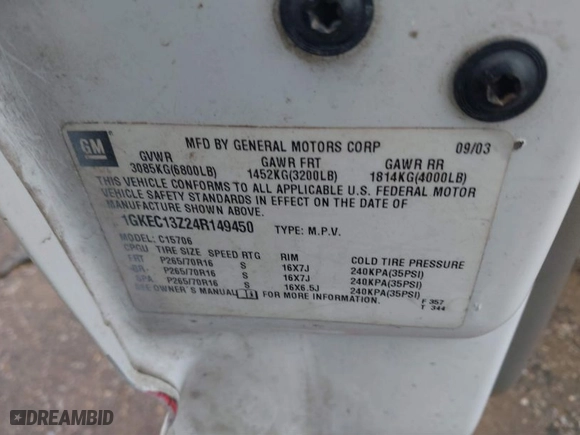 GM
MFD BY GENERAL MOTORS CORP 09/03
GVWR GAWR FRT GAWR RR
3085KG(6800LB) 1452KG(3200LB) 1814KG(4000LB)
THIS VEHICLE CONFORMS TO ALL APPLICABLE U.S. FEDERAL MOTOR
VEHICLE SAFETY STANDARDS IN EFFECT ON THE DATE OF
MANUFACTURE SHOWN ABOVE.
1GKEC13Z24R149450 TYPE: M.P.V.
MODEL: C15706
TIRE SIZE SPEED RTG RIM COLD TIRE PRESSURE
FRT P265/70R16 S 16X7J 240KPA(35PSI)
RR P265/70R16 S 16X7J 240KPA(35PSI)
SPA P265/70R16 S 16X6.5J 240KPA(35PSI)
SEE OWNER'S MANUAL FOR MORE INFORMATION. F 357
T 344
DREAMBID